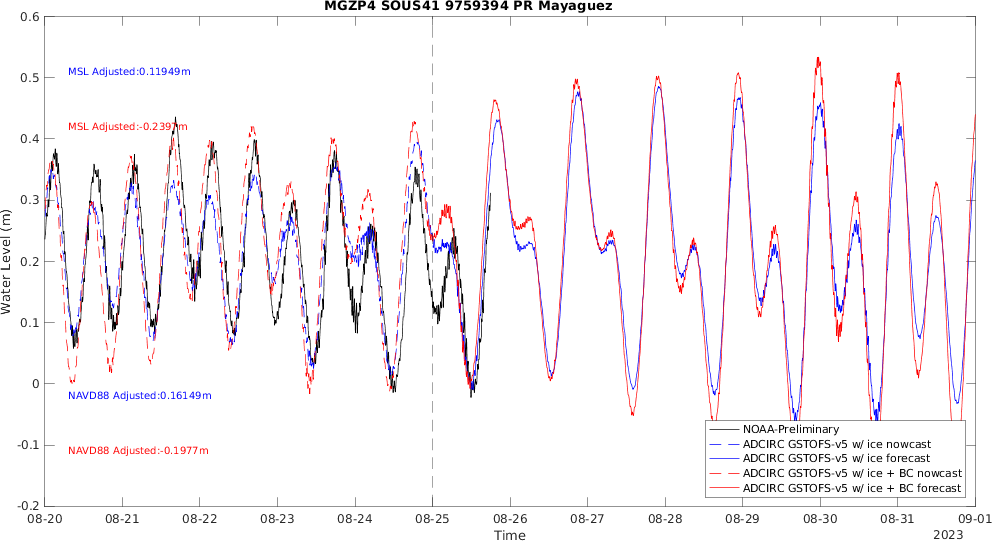 MGZP4 SOUS41 9759394 PR Mayaguez
0.6
0.5
0.4
0.3
0.2
0.1
0
-0.1
-0.2
Water Level (m)
MSL Adjusted:0.11949m
MSL Adjusted:-0.2397m
NAVD88 Adjusted:0.16149m
NAVD88 Adjusted:-0.1977m
NOAA-Preliminary
ADCIRC GSTOFS-v5 w/ ice nowcast
ADCIRC GSTOFS-v5 w/ ice forecast
ADCIRC GSTOFS-v5 w/ ice + BC nowcast
ADCIRC GSTOFS-v5 w/ ice + BC forecast
08-20 08-21 08-22 08-23 08-24 08-25 08-26 08-27 08-28 08-29 08-30 08-31 09-01
Time
2023